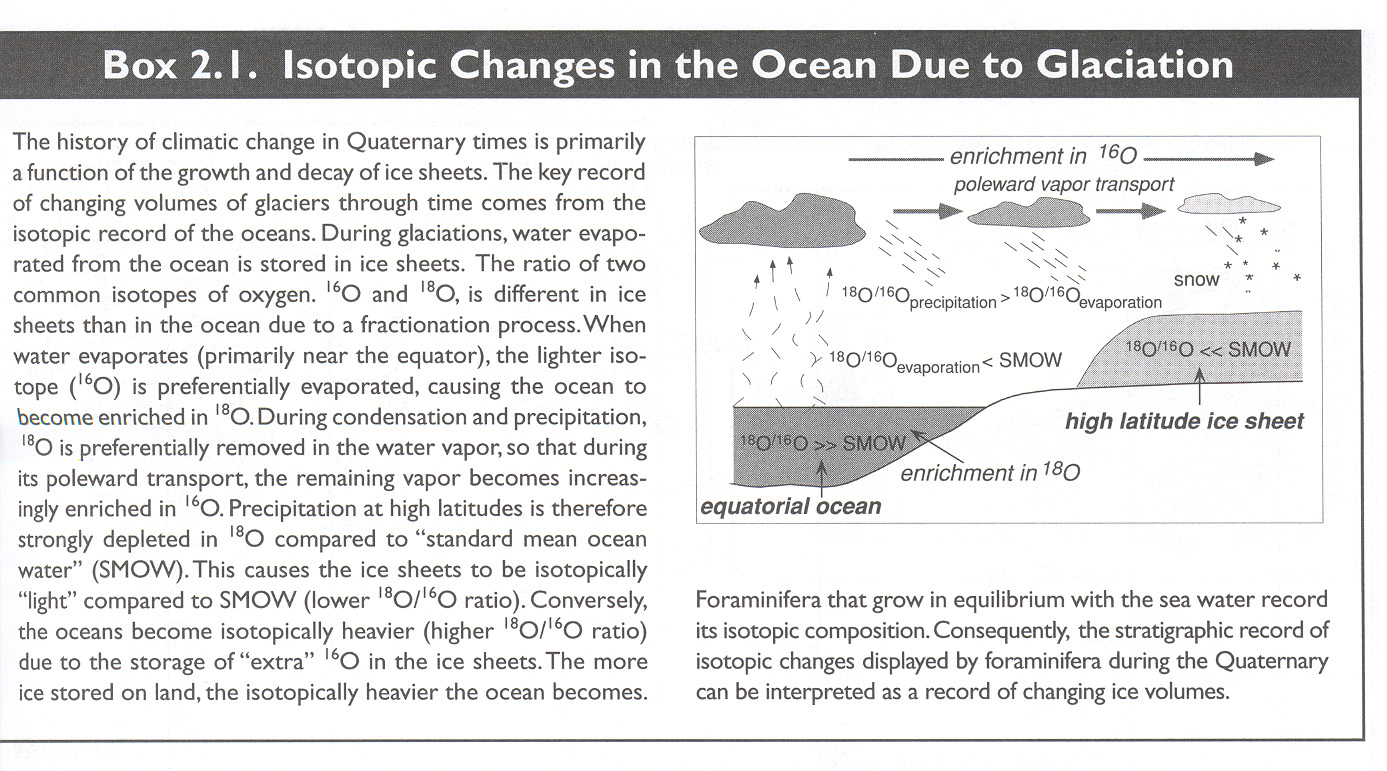 Box 2.1. Isotopic Changes in the Ocean Due to Glaciation
The history of climatic change in Quaternary times is primarily
a function of the growth and decay of ice sheets. The key record
of changing volumes of glaciers through time comes from the
isotopic record of the oceans. During glaciations, water evapo-
rated from the ocean is stored in ice sheets. The ratio of two
common isotopes of oxygen. ¹⁶O and ¹⁸O, is different in ice
sheets than in the ocean due to a fractionation process. When
water evaporates (primarily near the equator), the lighter iso-
tope (¹⁶O) is preferentially evaporated, causing the ocean to
become enriched in ¹⁸O. During condensation and precipitation,
¹⁸O is preferentially removed in the water vapor, so that during
its poleward transport, the remaining vapor becomes increas-
ingly enriched in ¹⁶O. Precipitation at high latitudes is therefore
strongly depleted in ¹⁸O compared to “standard mean ocean
water” (SMOW). This causes the ice sheets to be isotopically
“light” compared to SMOW (lower ¹⁸O/¹⁶O ratio). Conversely,
the oceans become isotopically heavier (higher ¹⁸O/¹⁶O ratio)
due to the storage of “extra” ¹⁶O in the ice sheets. The more
ice stored on land, the isotopically heavier the ocean becomes.
enrichment in ¹⁶O
poleward vapor transport
snow
¹⁸O/¹⁶O precipitation > ¹⁸O/¹⁶O evaporation
¹⁸O/¹⁶O evaporation < SMOW
¹⁸O/¹⁶O << SMOW
high latitude ice sheet
¹⁸O/¹⁶O >> SMOW
enrichment in ¹⁸O
equatorial ocean
Foraminifera that grow in equilibrium with the sea water record
its isotopic composition. Consequently, the stratigraphic record of
isotopic changes displayed by foraminifera during the Quaternary
can be interpreted as a record of changing ice volumes.